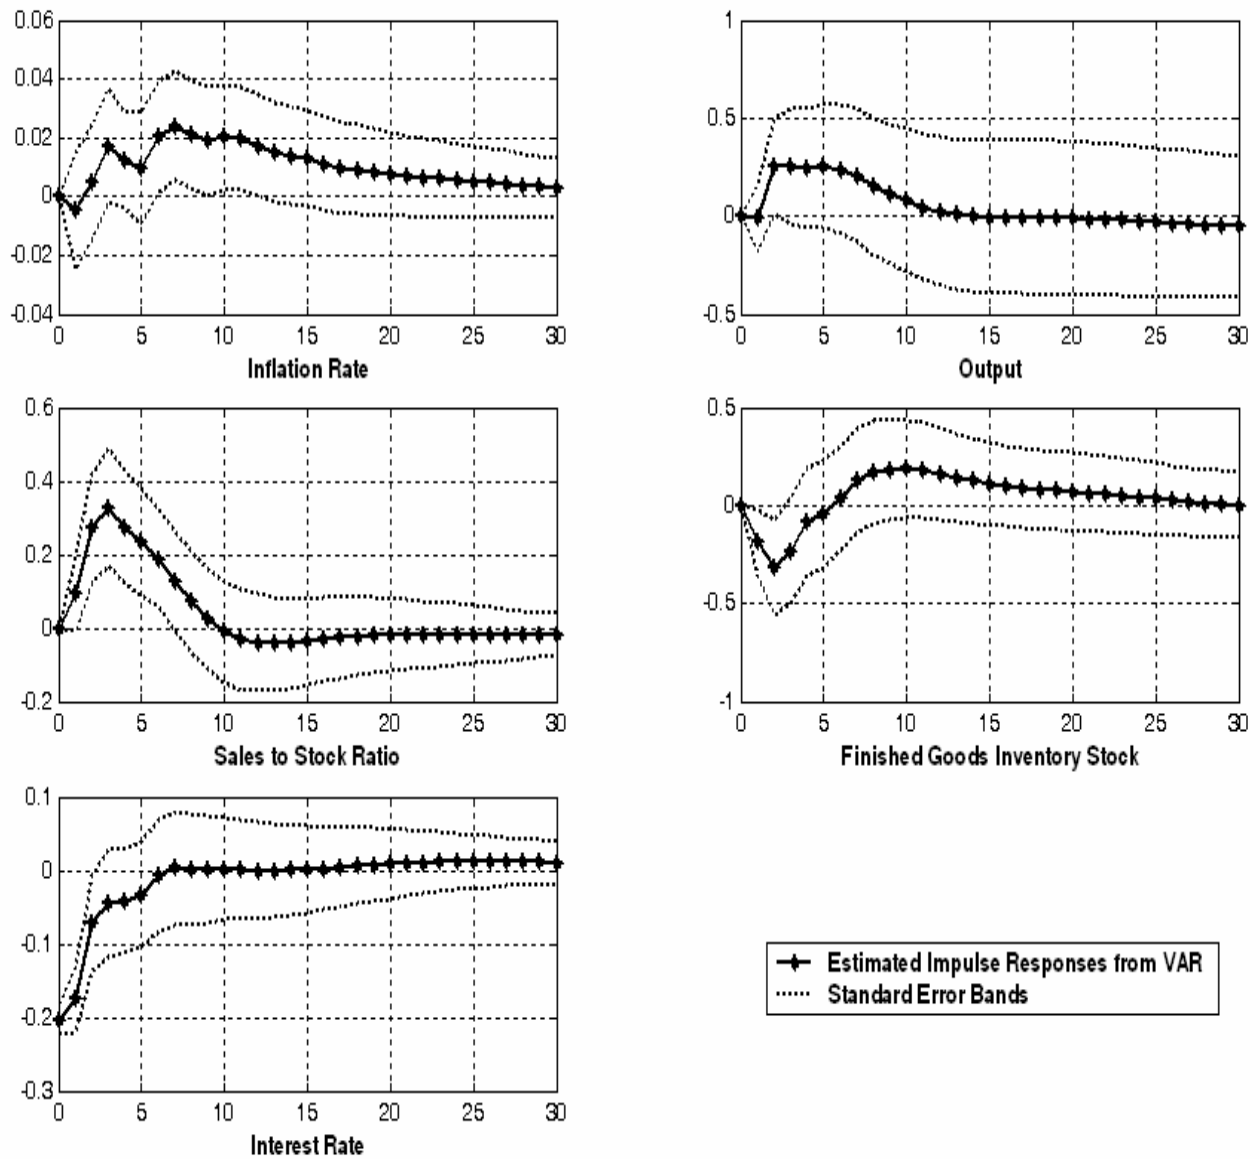 0.06
0.04
0.02
0
-0.02
-0.04
0 5 10 15 20 25 30
Inflation Rate
1
0.5
0
-0.5
0 5 10 15 20 25 30
Output
0.6
0.4
0.2
0
-0.2
0 5 10 15 20 25 30
Sales to Stock Ratio
0.5
0
-0.5
-1
0 5 10 15 20 25 30
Finished Goods Inventory Stock
0.1
0
-0.1
-0.2
-0.3
0 5 10 15 20 25 30
Interest Rate
Estimated Impulse Responses from VAR
Standard Error Bands